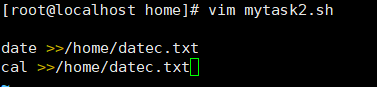 [root@localhost home]# vim mytask2.sh
date >>/home/datec.txt
cal >>/home/datec.txt
~